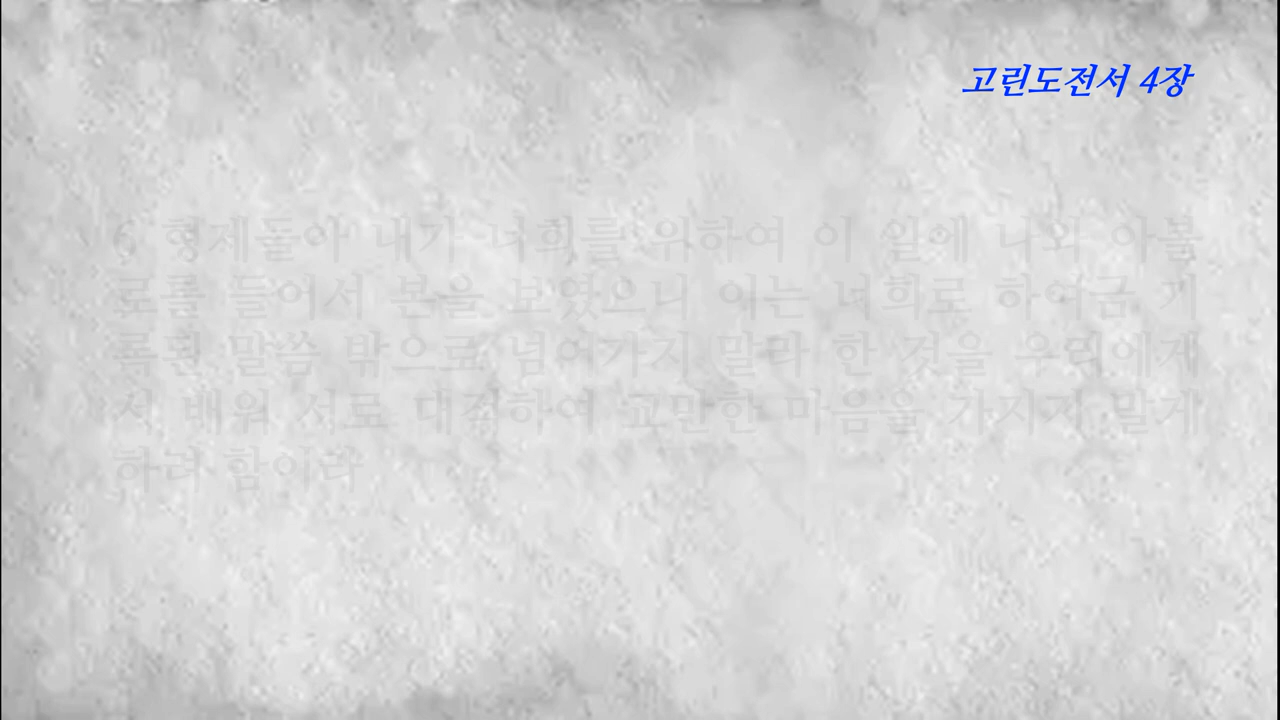 고린도전서 4장
6 형제들아 내가 너희를 위하여 이 일에 나와 아볼
로를 들어서 본을 보였으니 이는 너희로 하여금 기
록된 말씀 밖으로 넘어가지 말라 한 것을 우리에게
서 배워 서로 대적하여 교만한 마음을 가지지 말게
하려 함이라